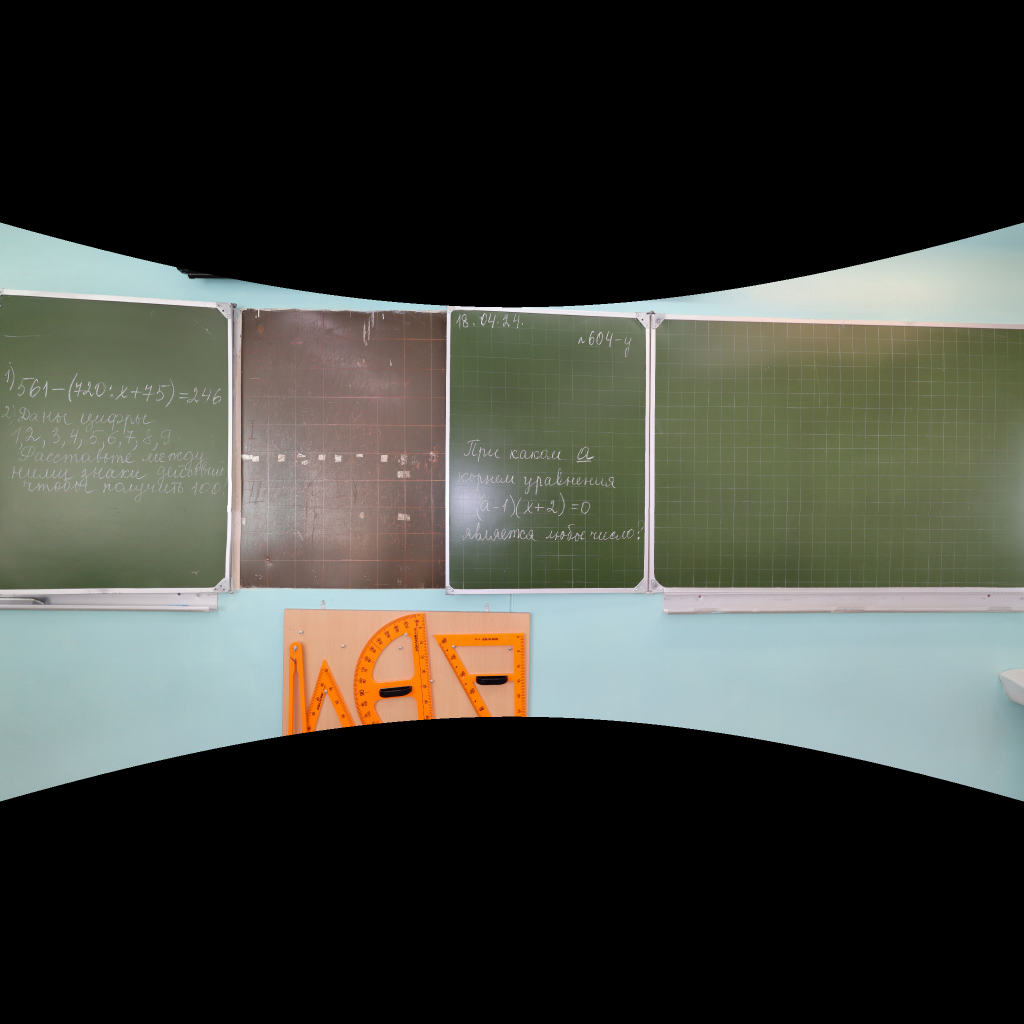 1) 561-(720:x+75)=246
2. Даны цифры
1,2,3,4,5,6,7,8,9
Расставьте между
ними знаки действий
чтобы получить 100.
18.04.24.
№604-у
При каком a
корнем уравнения
(a-1)(x+2)=0
является любое число?